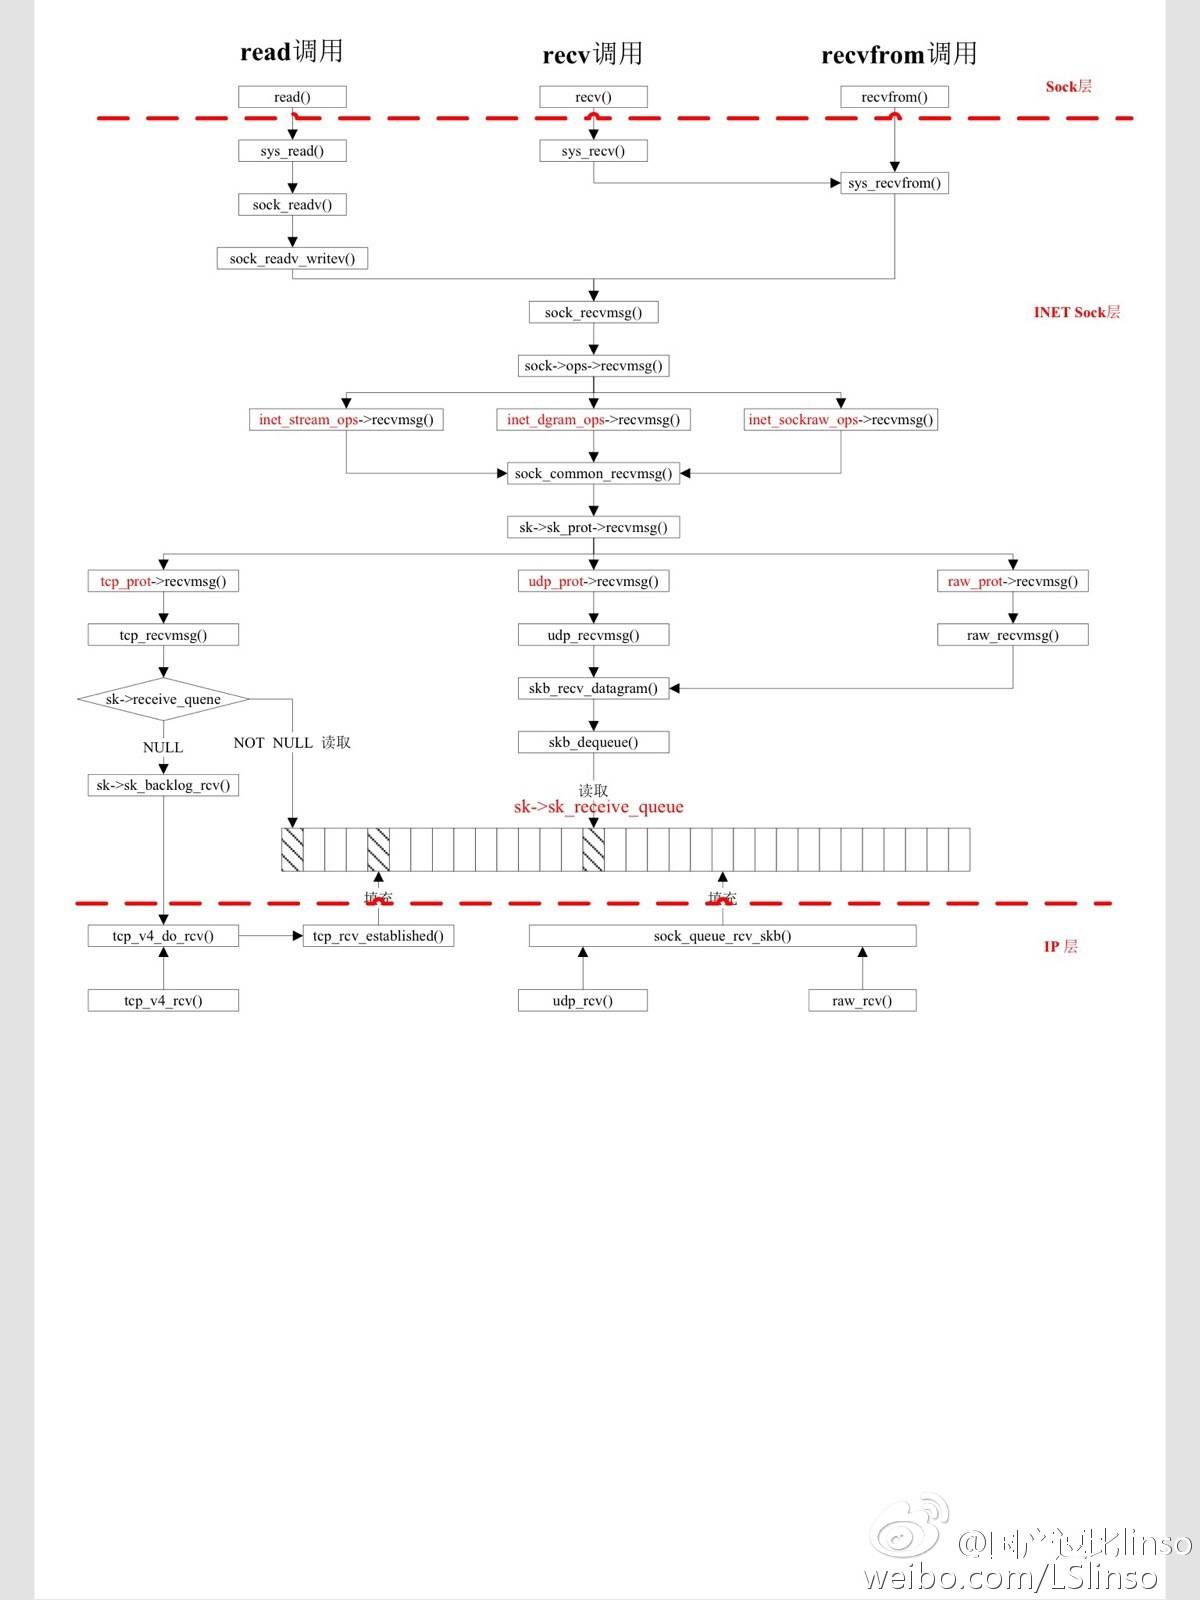 read调用 recv调用 recvfrom调用
Sock层
read() recv() recvfrom()
sys_read() sys_recv()
sys_recvfrom()
sock_readv()
sock_readv_writev()
sock_recvmsg()
INET Sock层
sock->ops->recvmsg()
inet_stream_ops->recvmsg() inet_dgram_ops->recvmsg() inet_sockraw_ops->recvmsg()
sock_common_recvmsg()
sk->sk_prot->recvmsg()
tcp_prot->recvmsg() udp_prot->recvmsg() raw_prot->recvmsg()
tcp_recvmsg() udp_recvmsg() raw_recvmsg()
sk->receive_quene skb_recv_datagram()
NULL NOT NULL 读取 skb_dequeue()
sk->sk_backlog_rcv() 读取
sk->sk_receive_queue
填充 填充
tcp_v4_do_rcv() tcp_rcv_established() sock_queue_rcv_skb()
IP 层
tcp_v4_rcv() udp_rcv() raw_rcv()
linso
weibo.com/LSlinso